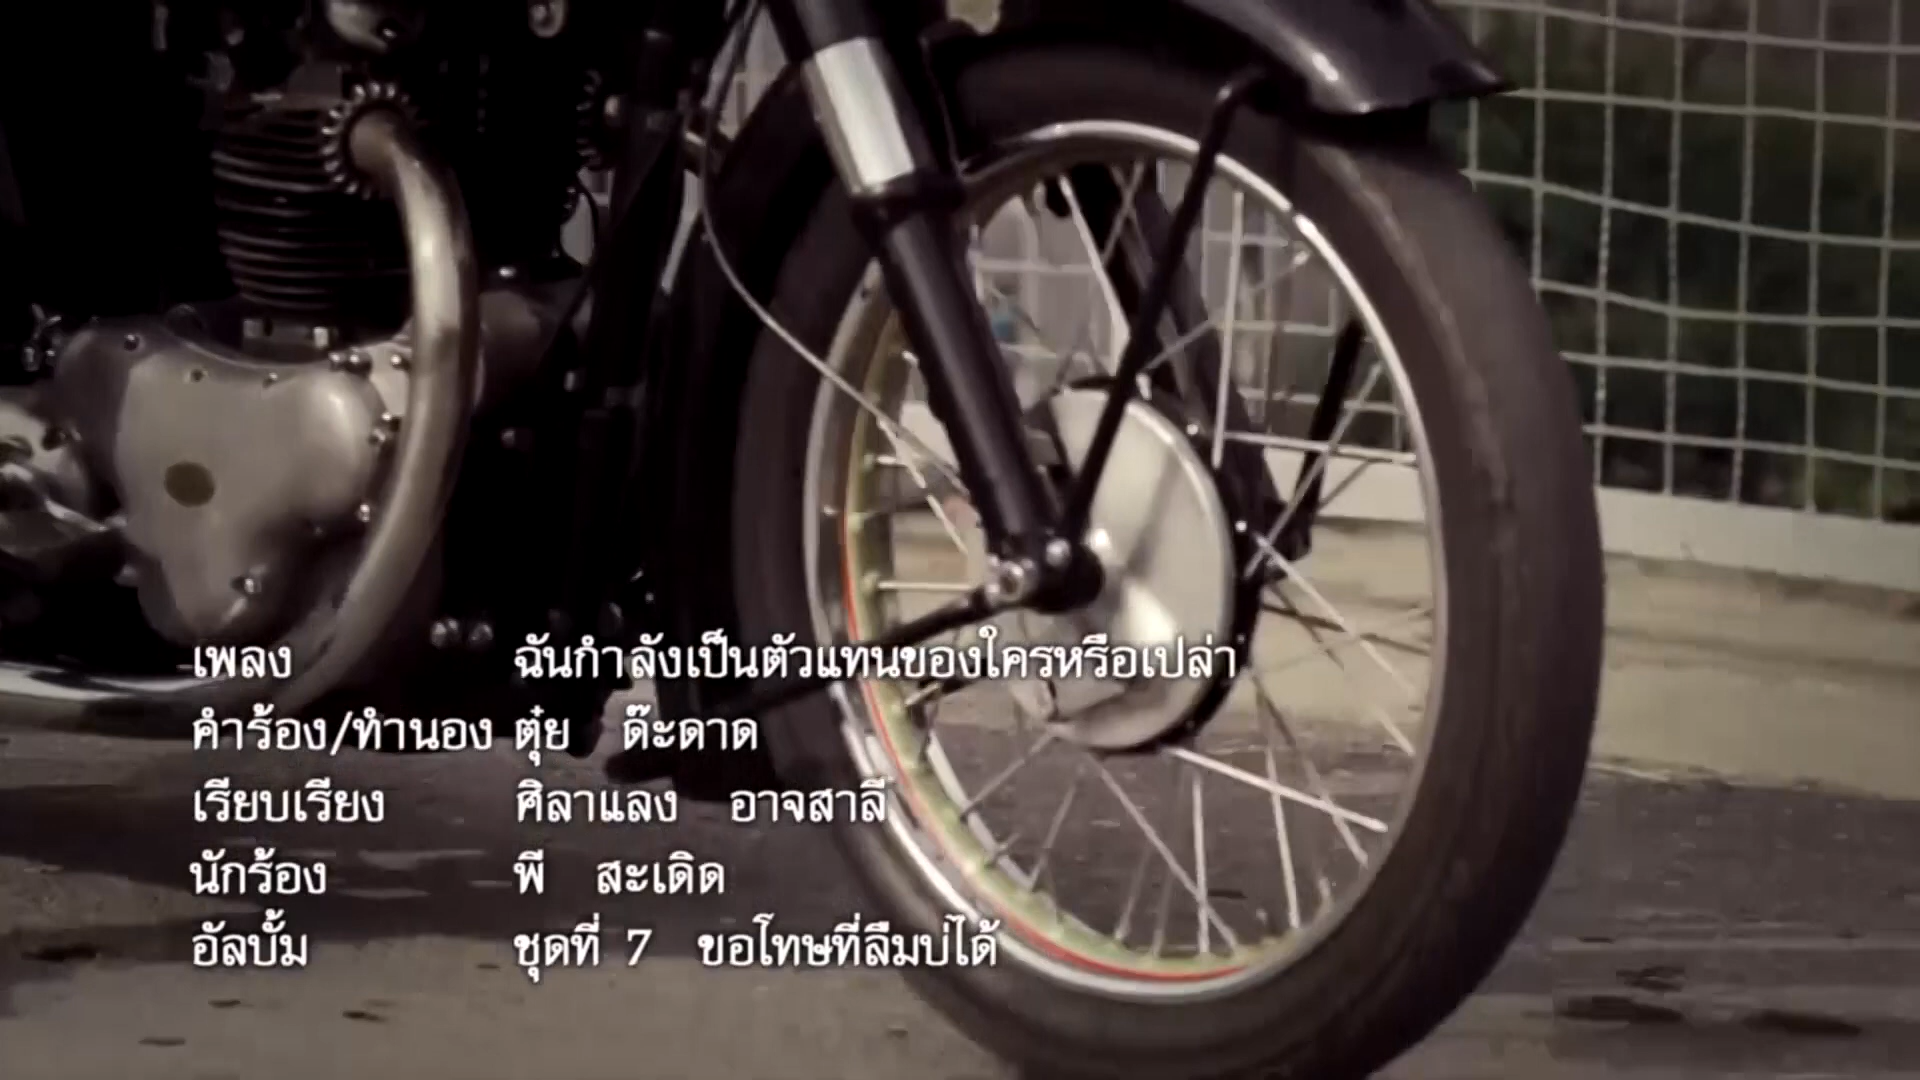 เพลง ฉันกำลังเป็นตัวแทนของใครหรือเปล่า
คำร้อง/ทำนอง ตุ๋ย ด๊ะดาด
เรียบเรียง ศิลาแลง อาจสาลี
นักร้อง พี สะเดิด
อัลบั้ม ชุดที่ 7 ขอโทษที่ลืมบ่ได้